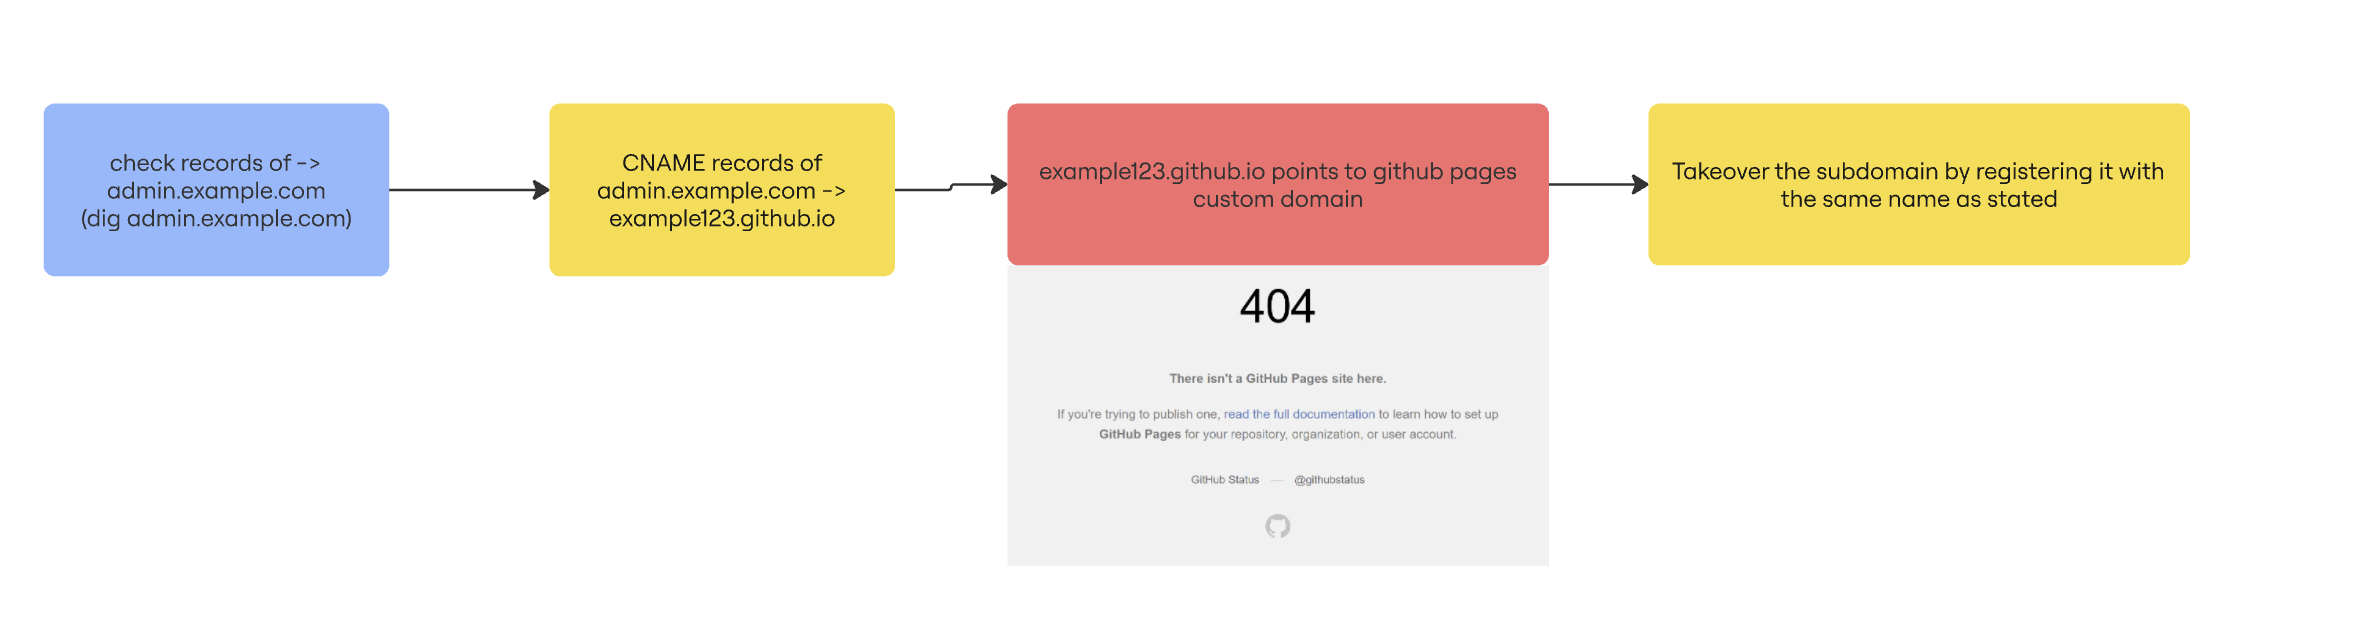 check records of ->
admin.example.com
(dig admin.example.com)
CNAME records of
admin.example.com ->
example123.github.io
example123.github.io points to github pages
custom domain
Takeover the subdomain by registering it with
the same name as stated
404
There isn't a GitHub Pages site here.
If you're trying to publish one, read the full documentation to learn how to set up
GitHub Pages for your repository, organization, or user account.
GitHub Status — @githubstatus